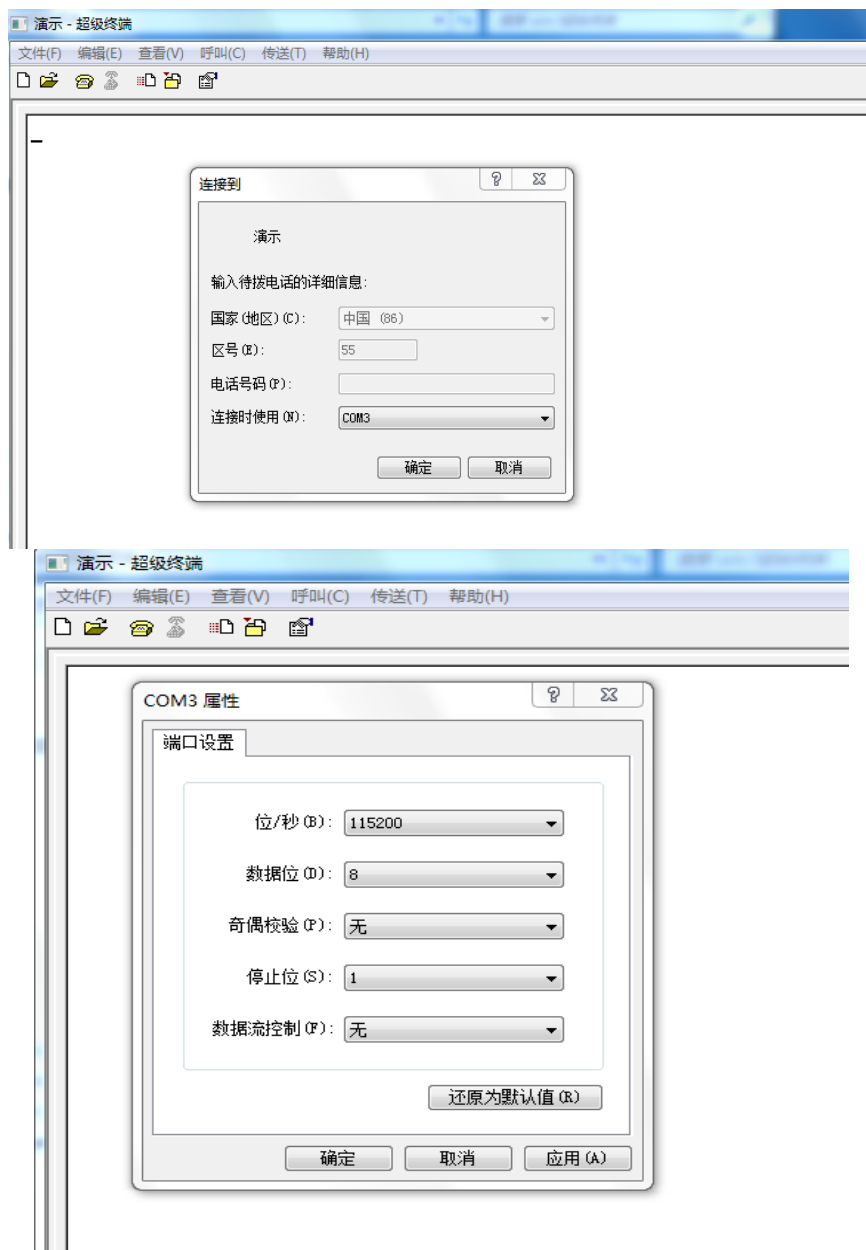 演示 - 超级终端
文件(F) 编辑(E) 查看(V) 呼叫(C) 传送(T) 帮助(H)
连接到
演示
输入待拨电话的详细信息:
国家(地区)(C): 中国 (86)
区号(E): 55
电话号码(P):
连接时使用(N): COM3
确定 取消
演示 - 超级终端
文件(F) 编辑(E) 查看(V) 呼叫(C) 传送(T) 帮助(H)
COM3 属性
端口设置
位/秒(B): 115200
数据位(D): 8
奇偶校验(P): 无
停止位(S): 1
数据流控制(F): 无
还原为默认值(R)
确定 取消 应用(A)